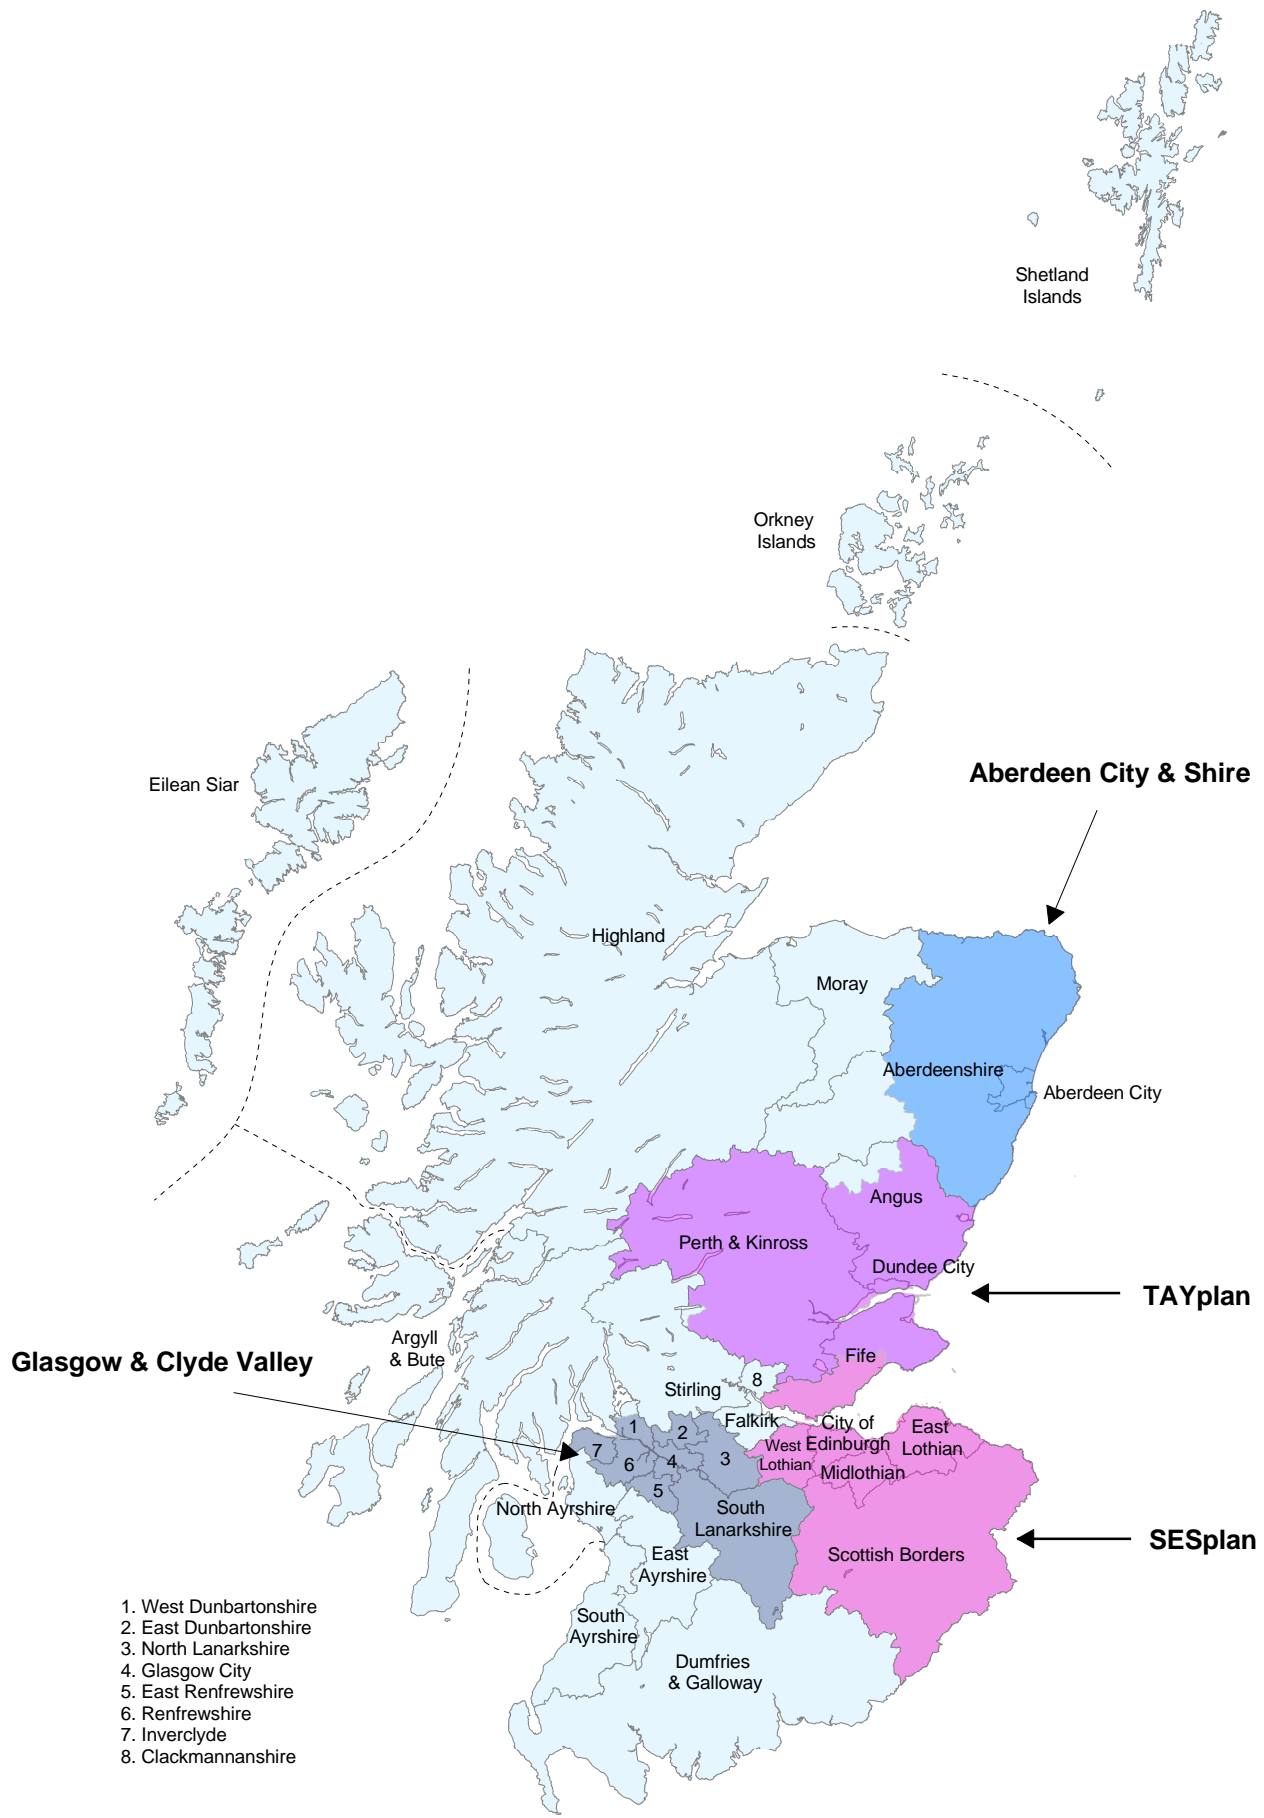 Shetland
Islands
Orkney
Islands
Aberdeen City & Shire
Eilean Siar
Highland
Moray
Aberdeenshire
Aberdeen City
Angus
Perth & Kinross
Dundee City
TAYplan
Argyll
& Bute
Glasgow & Clyde Valley
Fife
8
Stirling
Falkirk
City of
Edinburgh
East
Lothian
West
Lothian
Midlothian
1
2
3
4
5
6
7
North Ayrshire
South
Lanarkshire
SESplan
Scottish Borders
East
Ayrshire
South
Ayrshire
Dumfries
& Galloway
1. West Dunbartonshire
2. East Dunbartonshire
3. North Lanarkshire
4. Glasgow City
5. East Renfrewshire
6. Renfrewshire
7. Inverclyde
8. Clackmannanshire